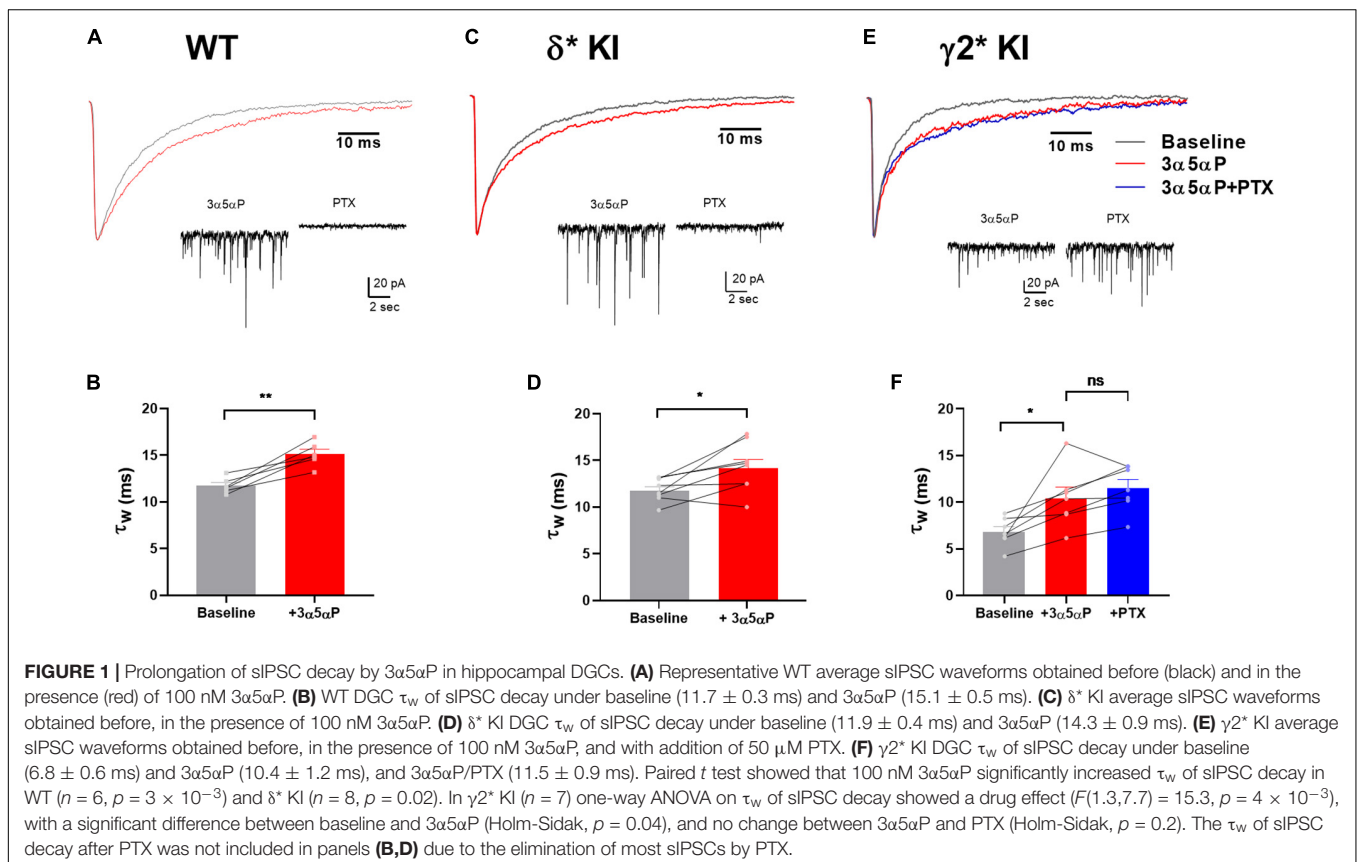 A
WT
C
δ* KI
E
γ2* KI
10 ms
10 ms
10 ms
Baseline
3α5αP
3α5αP+PTX
3α5αP
PTX
20 pA
2 sec
3α5αP
PTX
20 pA
2 sec
3α5αP
PTX
20 pA
2 sec
B
**
20
15
10
5
0
τw (ms)
Baseline
+3α5αP
D
*
20
15
10
5
0
τw (ms)
Baseline
+ 3α5αP
F
*
ns
20
15
10
5
0
τw (ms)
Baseline
+3α5αP
+PTX
FIGURE 1 | Prolongation of sIPSC decay by 3α5αP in hippocampal DGCs. (A) Representative WT average sIPSC waveforms obtained before (black) and in the
presence (red) of 100 nM 3α5αP. (B) WT DGC τw of sIPSC decay under baseline (11.7 ± 0.3 ms) and 3α5αP (15.1 ± 0.5 ms). (C) δ* KI average sIPSC waveforms
obtained before, in the presence of 100 nM 3α5αP. (D) δ* KI DGC τw of sIPSC decay under baseline (11.9 ± 0.4 ms) and 3α5αP (14.3 ± 0.9 ms). (E) γ2* KI average
sIPSC waveforms obtained before, in the presence of 100 nM 3α5αP, and with addition of 50 μM PTX. (F) γ2* KI DGC τw of sIPSC decay under baseline
(6.8 ± 0.6 ms) and 3α5αP (10.4 ± 1.2 ms), and 3α5αP/PTX (11.5 ± 0.9 ms). Paired t test showed that 100 nM 3α5αP significantly increased τw of sIPSC decay in
WT (n = 6, p = 3 × 10⁻³) and δ* KI (n = 8, p = 0.02). In γ2* KI (n = 7) one-way ANOVA on τw of sIPSC decay showed a drug effect (F(1.3,7.7) = 15.3, p = 4 × 10⁻³),
with a significant difference between baseline and 3α5αP (Holm-Sidak, p = 0.04), and no change between 3α5αP and PTX (Holm-Sidak, p = 0.2). The τw of sIPSC
decay after PTX was not included in panels (B,D) due to the elimination of most sIPSCs by PTX.